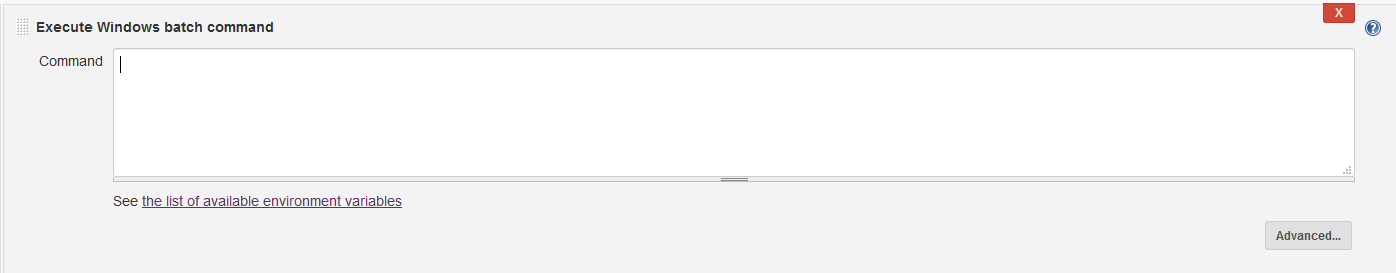 X
Execute Windows batch command
?
Command
See the list of available environment variables
Advanced...